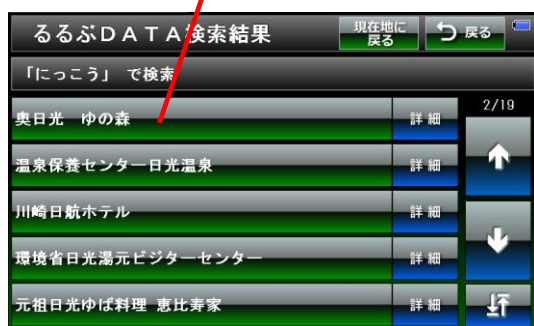 るるぶDATA検索結果
現在地に
戻る
戻る
「にっこう」 で検索
2/19
奥日光　ゆの森
詳細
温泉保養センター日光温泉
詳細
川崎日航ホテル
詳細
環境省日光湯元ビジターセンター
詳細
元祖日光ゆば料理 恵比寿家
詳細